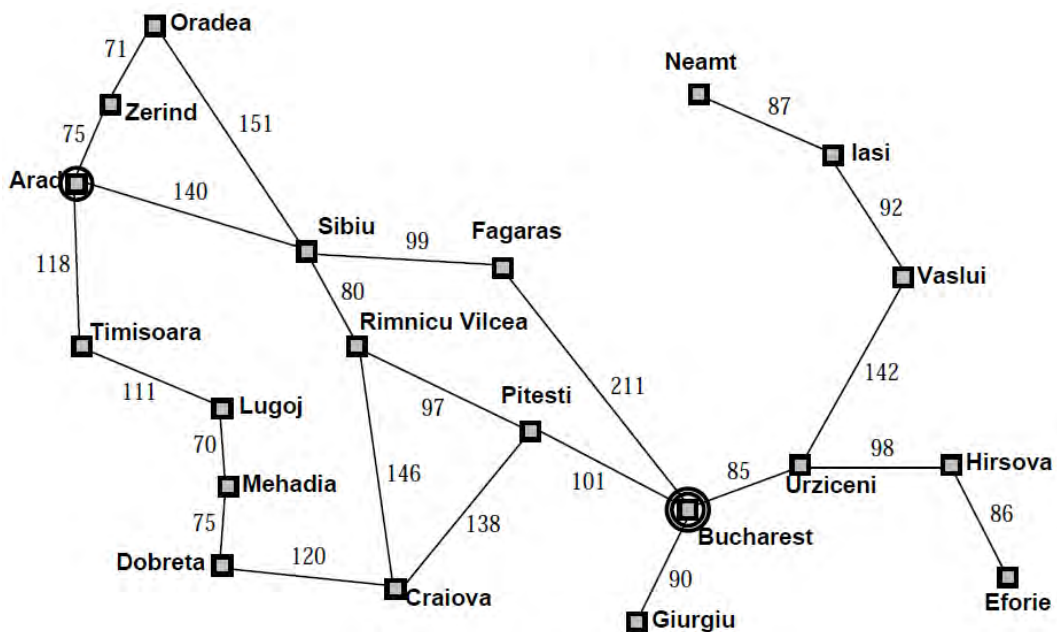 Oradea
71
Neamt
87
Zerind
75
151
Iasi
Arad
140
92
Sibiu
99
Fagaras
118
80
Vaslui
Timisoara
Rimnicu Vilcea
142
111
211
Lugoj
97
Pitesti
70
98
Mehadia
146
101
85
Urziceni
Hirsova
75
138
86
Bucharest
Dobreta
120
90
Craiova
Giurgiu
Eforie